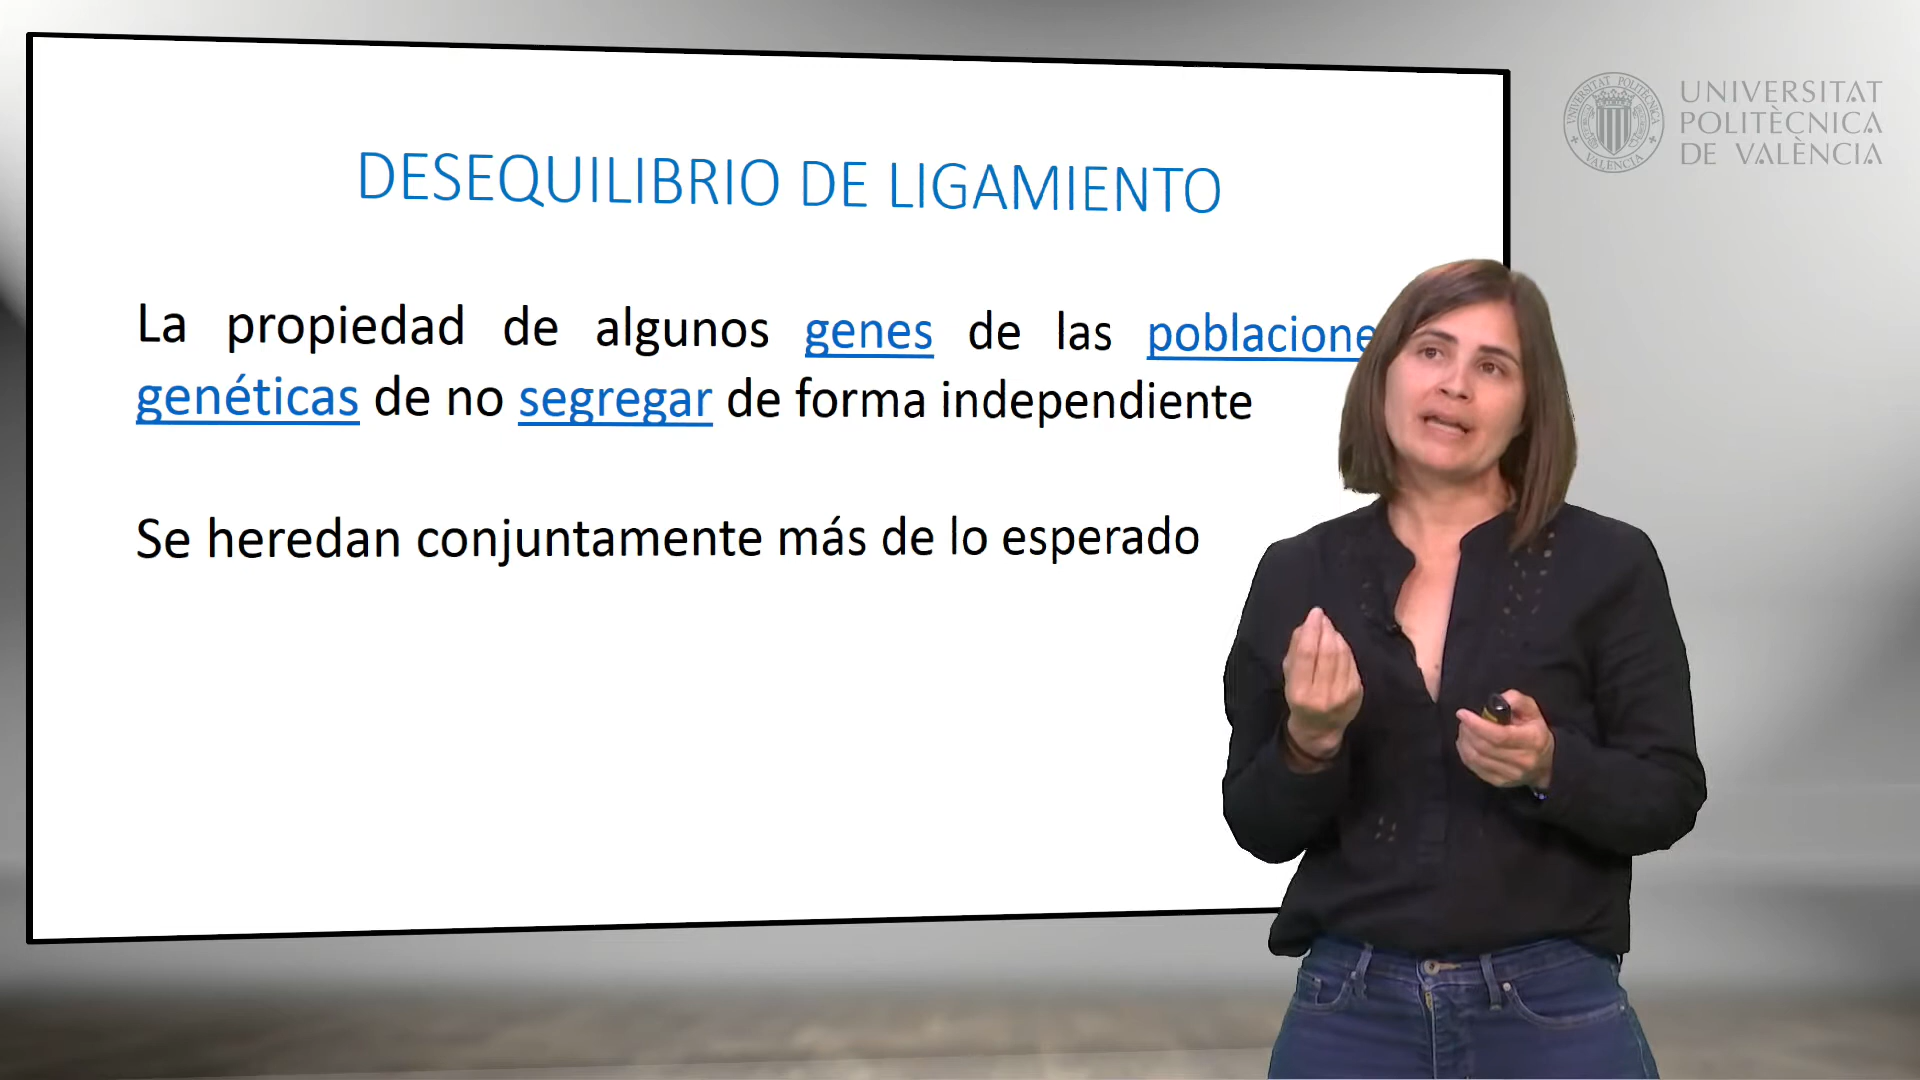 DESEQUILIBRIO DE LIGAMIENTO
La propiedad de algunos genes de las poblacione
genéticas de no segregar de forma independiente
Se heredan conjuntamente más de lo esperado
UNIVERSITAT
POLITÈCNICA
DE VALÈNCIA